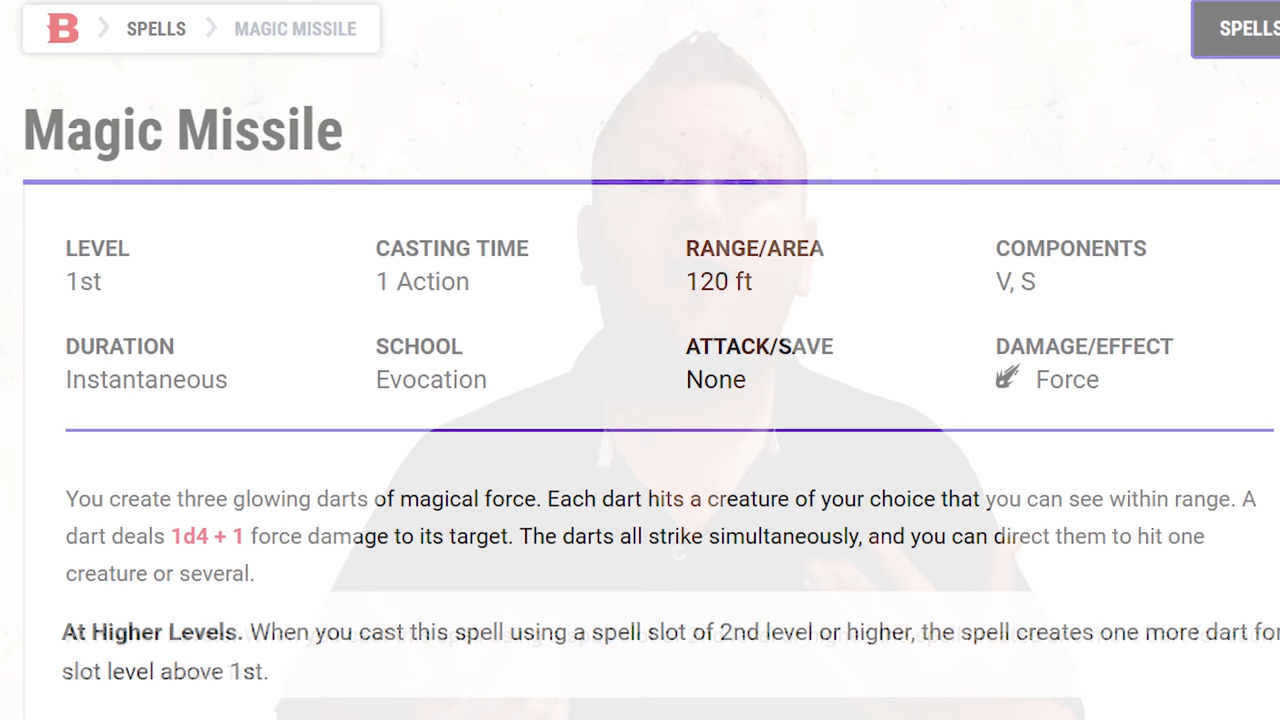 B SPELLS MAGIC MISSILE
SPELLS
Magic Missile
LEVEL CASTING TIME RANGE/AREA COMPONENTS
1st 1 Action 120 ft V, S
DURATION SCHOOL ATTACK/SAVE DAMAGE/EFFECT
Instantaneous Evocation None Force
You create three glowing darts of magical force. Each dart hits a creature of your choice that you can see within range. A
dart deals 1d4 + 1 force damage to its target. The darts all strike simultaneously, and you can direct them to hit one
creature or several.
At Higher Levels. When you cast this spell using a spell slot of 2nd level or higher, the spell creates one more dart for
slot level above 1st.